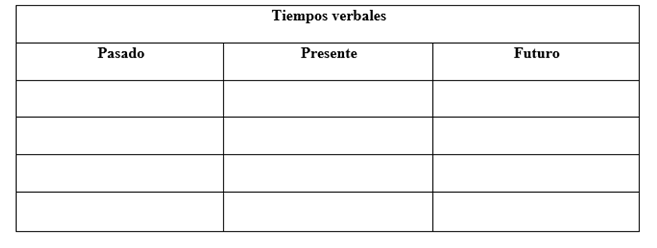 Tiempos verbales
Pasado Presente Futuro